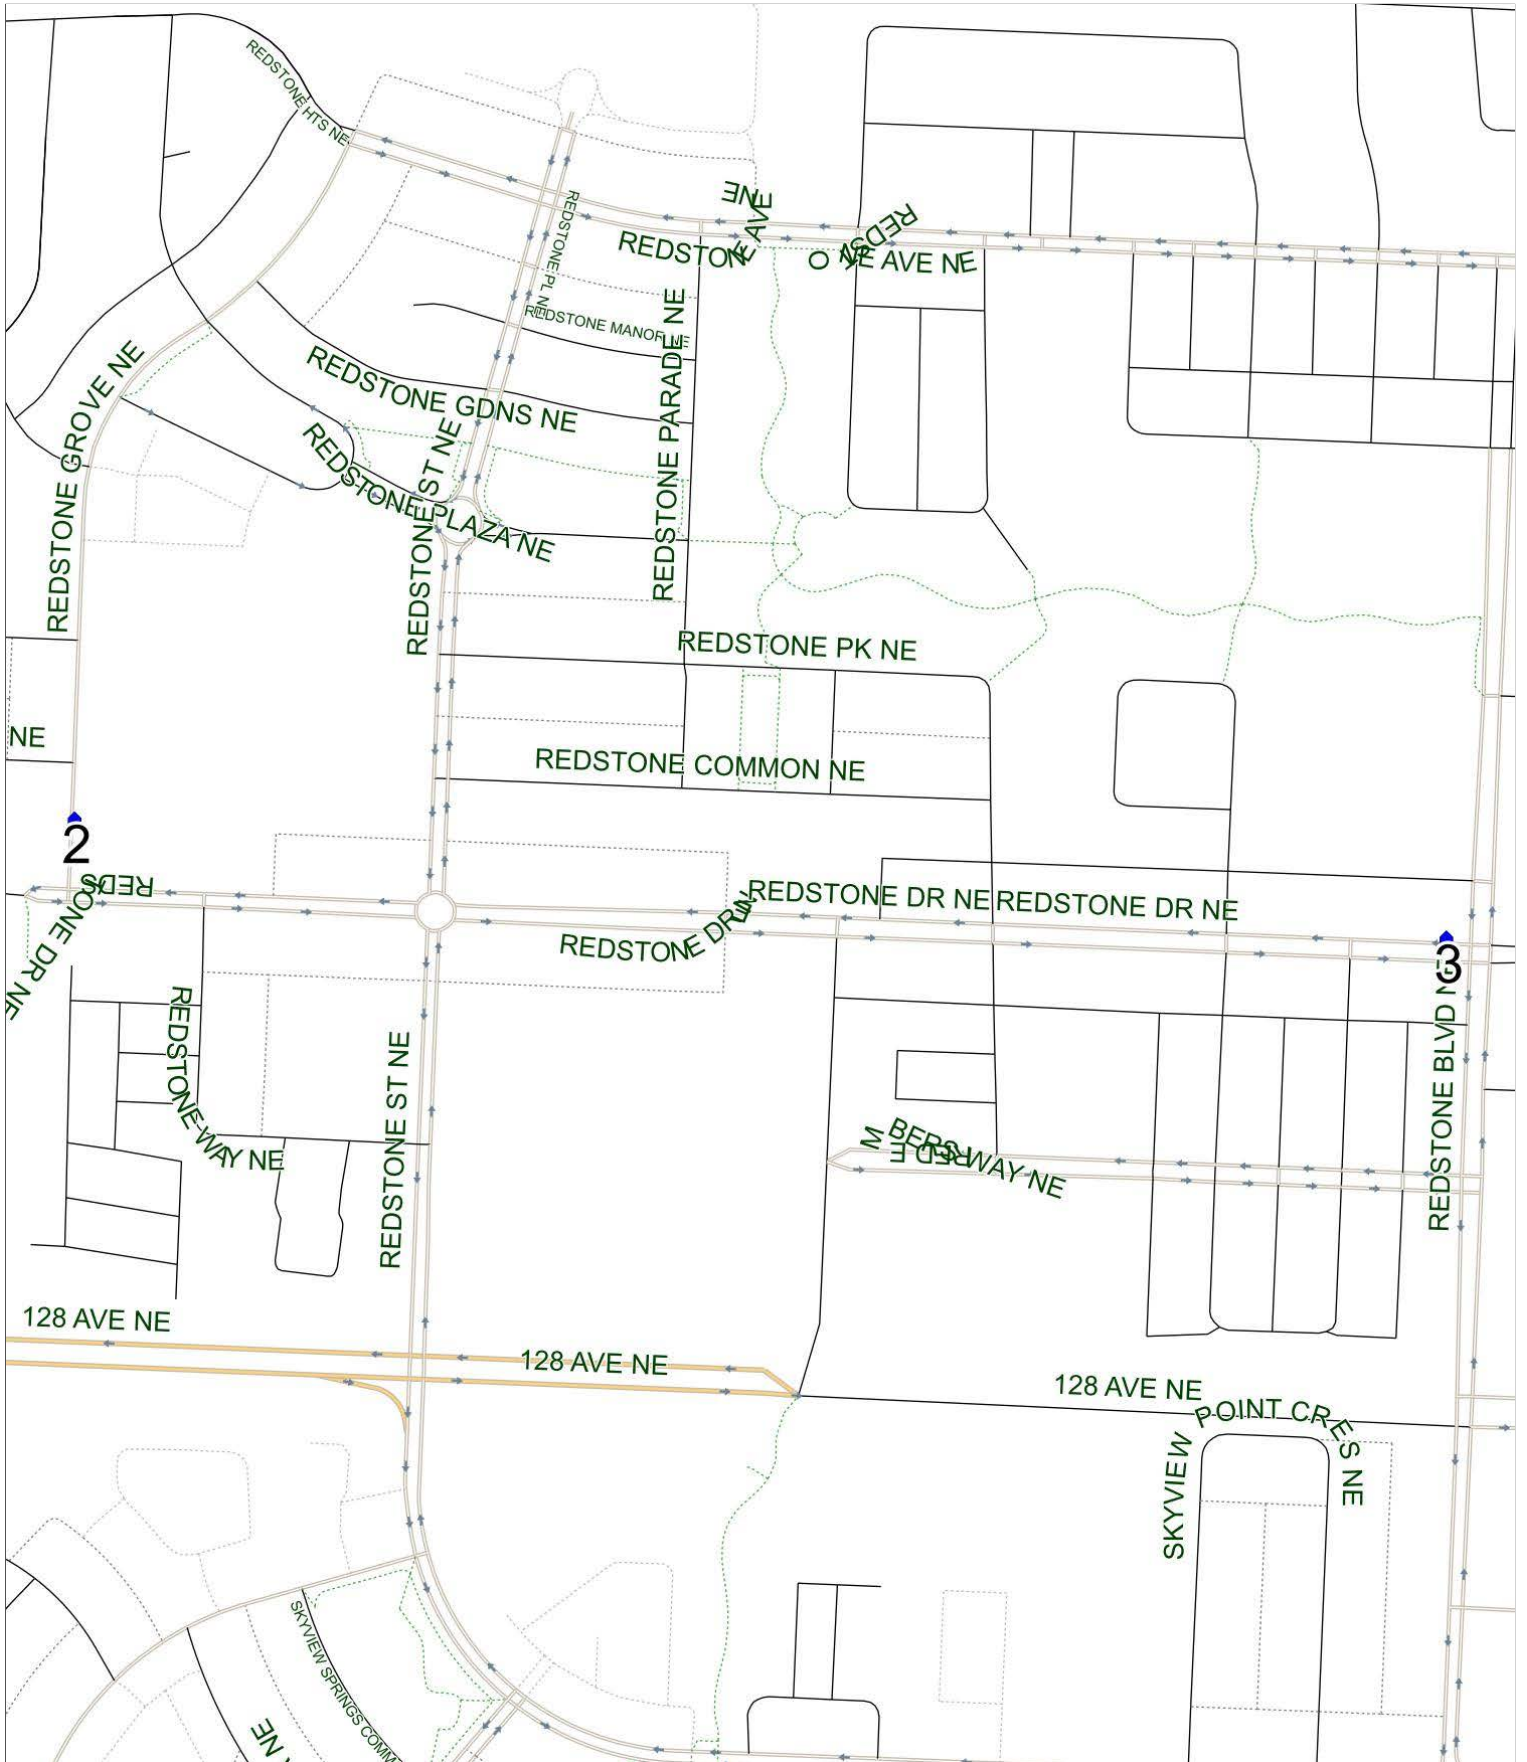 REDSTONE HTS NE
REDSTONE PL NE
REDSTONE AVE NE
REDSTONE AVE NE
REDSTONE MANOR NE
REDSTONE PARADE NE
REDSTONE GROVE NE
REDSTONE GDNS NE
REDSTONE PLAZA NE
REDSTONE ST NE
REDSTONE PK NE
NE
REDSTONE COMMON NE
2
REDSTONE DR NE
REDSTONE DR NE
REDSTONE DR NE
REDSTONE DR NE
3
REDSTONE BLVD NE
REDSTONE WAY NE
REDSTONE ST NE
BERS WAY NE
128 AVE NE
128 AVE NE
128 AVE NE
SKYVIEW POINT CRES NE
SKYVIEW SPRINGS COMM
NE